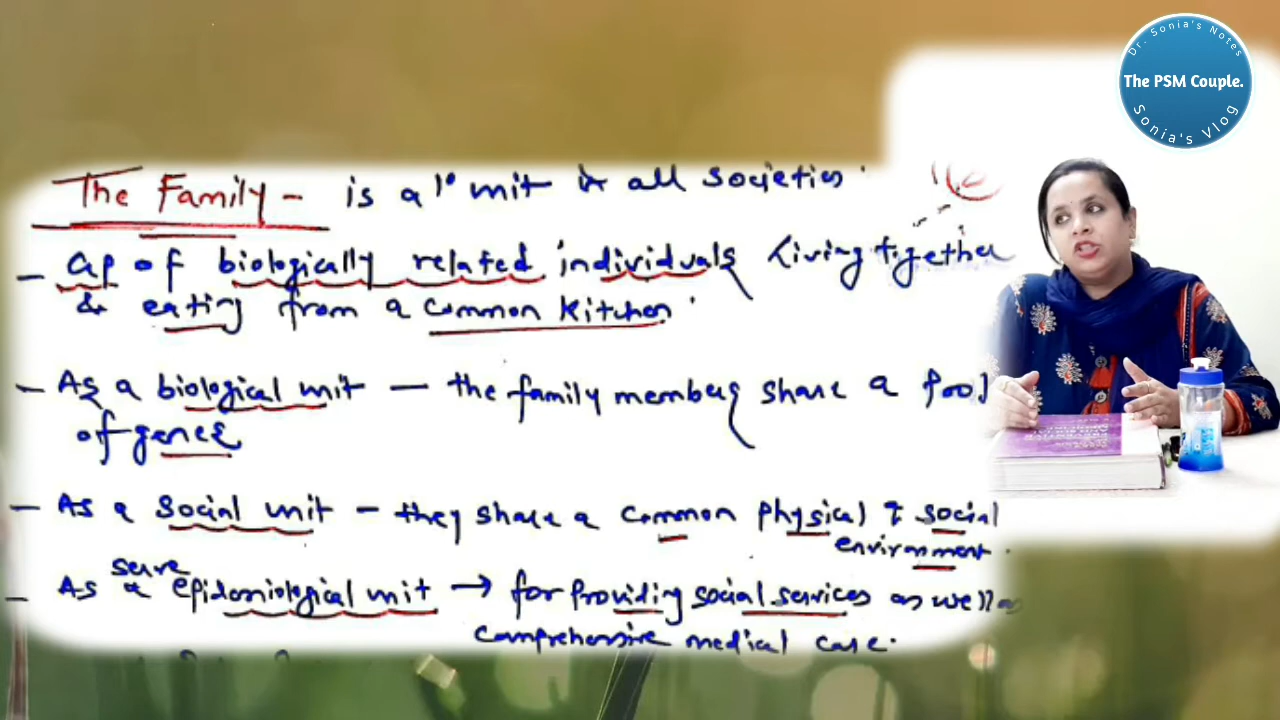 Dr. Sonia's Notes
The PSM Couple.
Sonia's Vlog
The Family - is a 1° unit in all societies.
- Gp of biologically related individuals living together
& eating from a common kitchen.
- As a biological unit — the family members share a pool
of genes
- As a social unit - they share a common physical & social
environment.
- As serve a epidemiological unit → for providing social services as well as
comprehensive medical care.